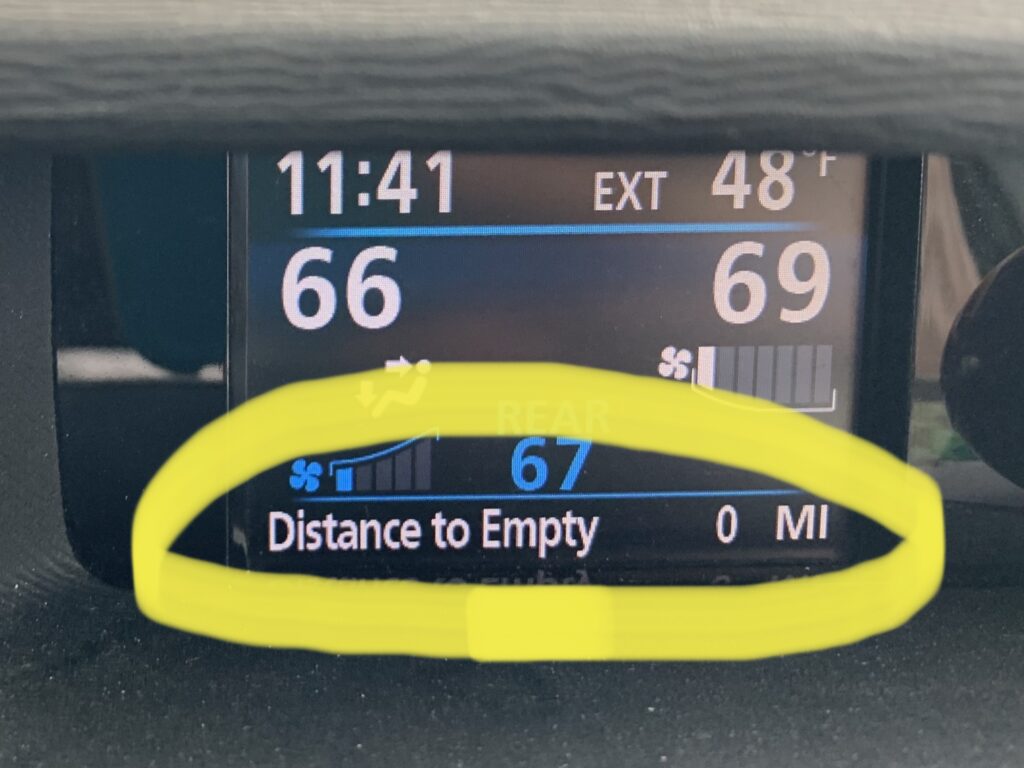 11:41 EXT 48°F
66 69
REAR
67
Distance to Empty 0 MI